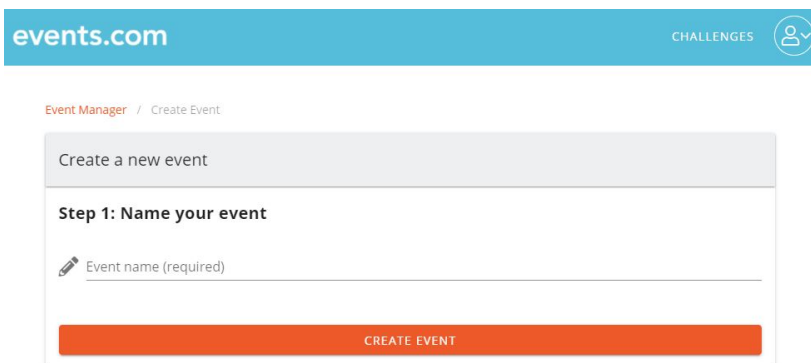 events.com
CHALLENGES
Event Manager / Create Event
Create a new event
Step 1: Name your event
Event name (required)
CREATE EVENT